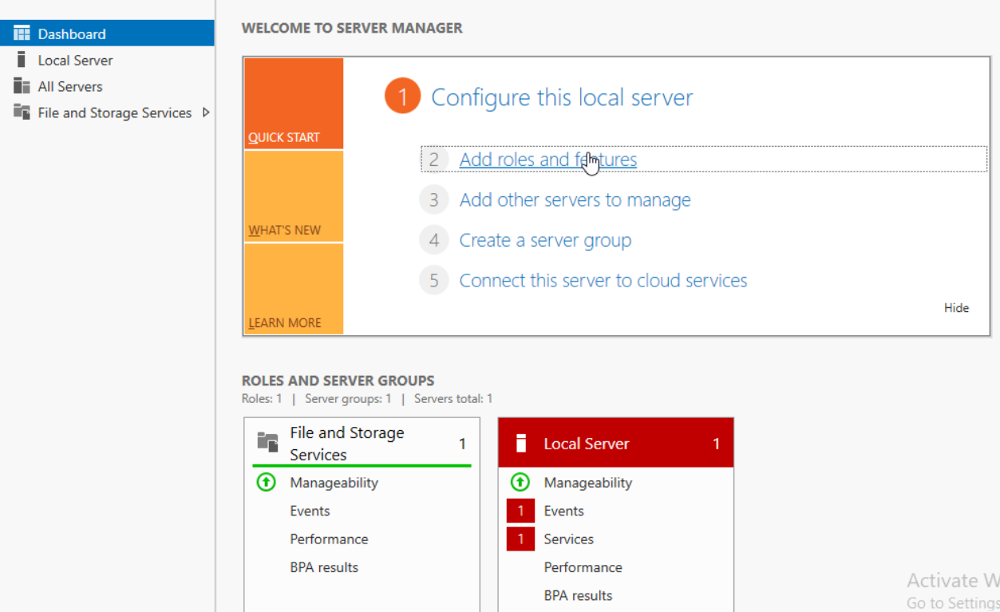 Dashboard
Local Server
All Servers
File and Storage Services
WELCOME TO SERVER MANAGER
QUICK START
WHAT'S NEW
LEARN MORE
1 Configure this local server
2 Add roles and features
3 Add other servers to manage
4 Create a server group
5 Connect this server to cloud services
Hide
ROLES AND SERVER GROUPS
Roles: 1 | Server groups: 1 | Servers total: 1
File and Storage
Services 1
Manageability
Events
Performance
BPA results
Local Server 1
Manageability
1 Events
1 Services
Performance
BPA results
Activate W
Go to Settings